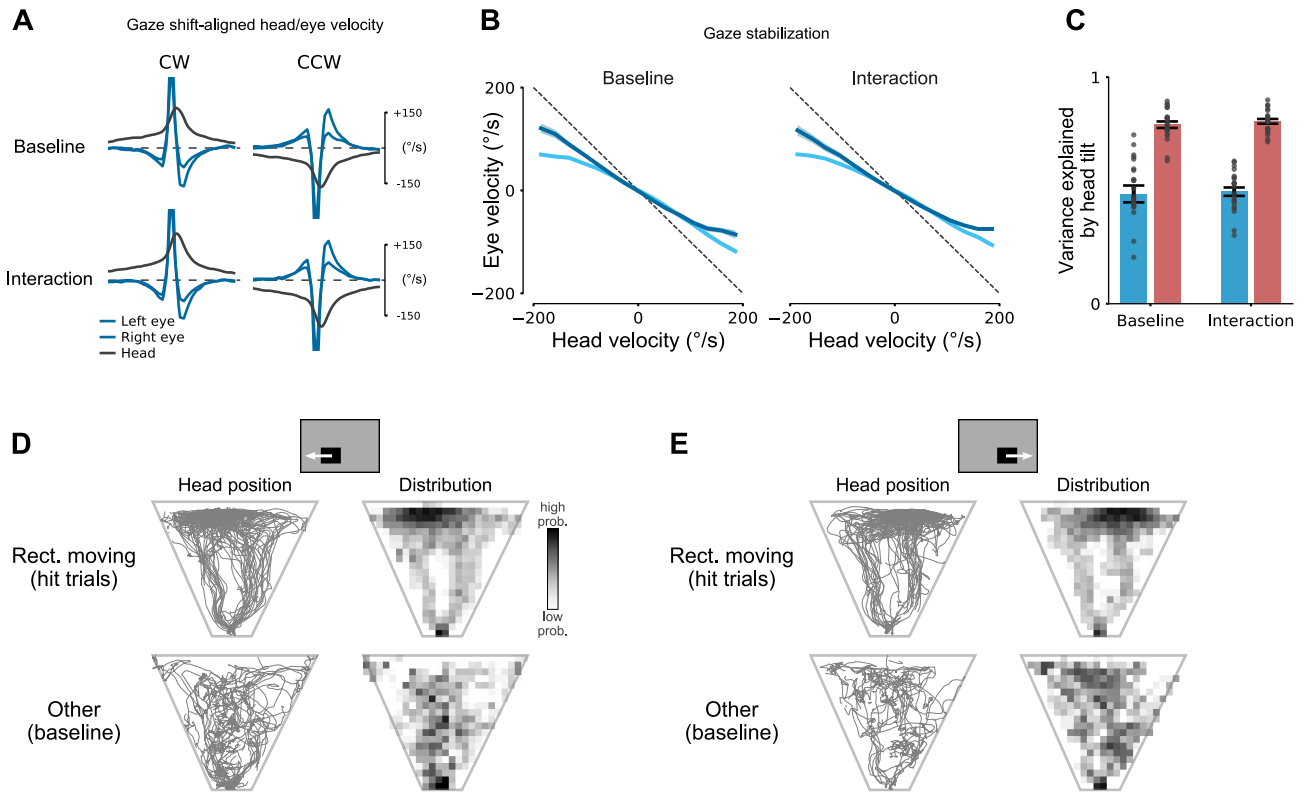 A
Gaze shift-aligned head/eye velocity
CW
CCW
Baseline
+150
(°/s)
-150
Interaction
+150
(°/s)
-150
Left eye
Right eye
Head
B
Gaze stabilization
Baseline
Interaction
Eye velocity (°/s)
200
0
−200
−200
0
200
−200
0
200
Head velocity (°/s)
Head velocity (°/s)
C
Variance explained
by head tilt
1
0
Baseline
Interaction
D
Head position
Distribution
Rect. moving
(hit trials)
high
prob.
low
prob.
Other
(baseline)
E
Head position
Distribution
Rect. moving
(hit trials)
Other
(baseline)